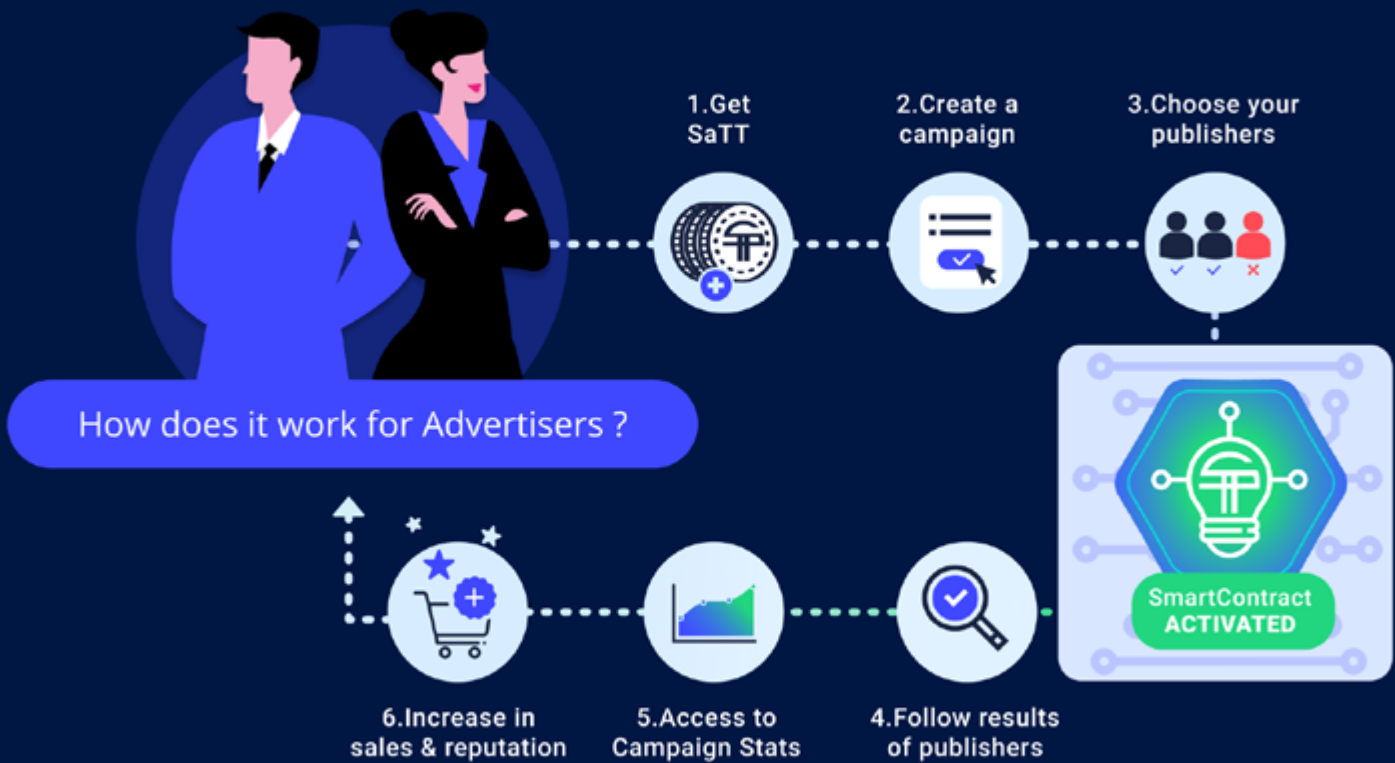 How does it work for Advertisers ?
1.Get
SaTT
2.Create a
campaign
3.Choose your
publishers
SmartContract
ACTIVATED
4.Follow results
of publishers
5.Access to
Campaign Stats
6.Increase in
sales & reputation